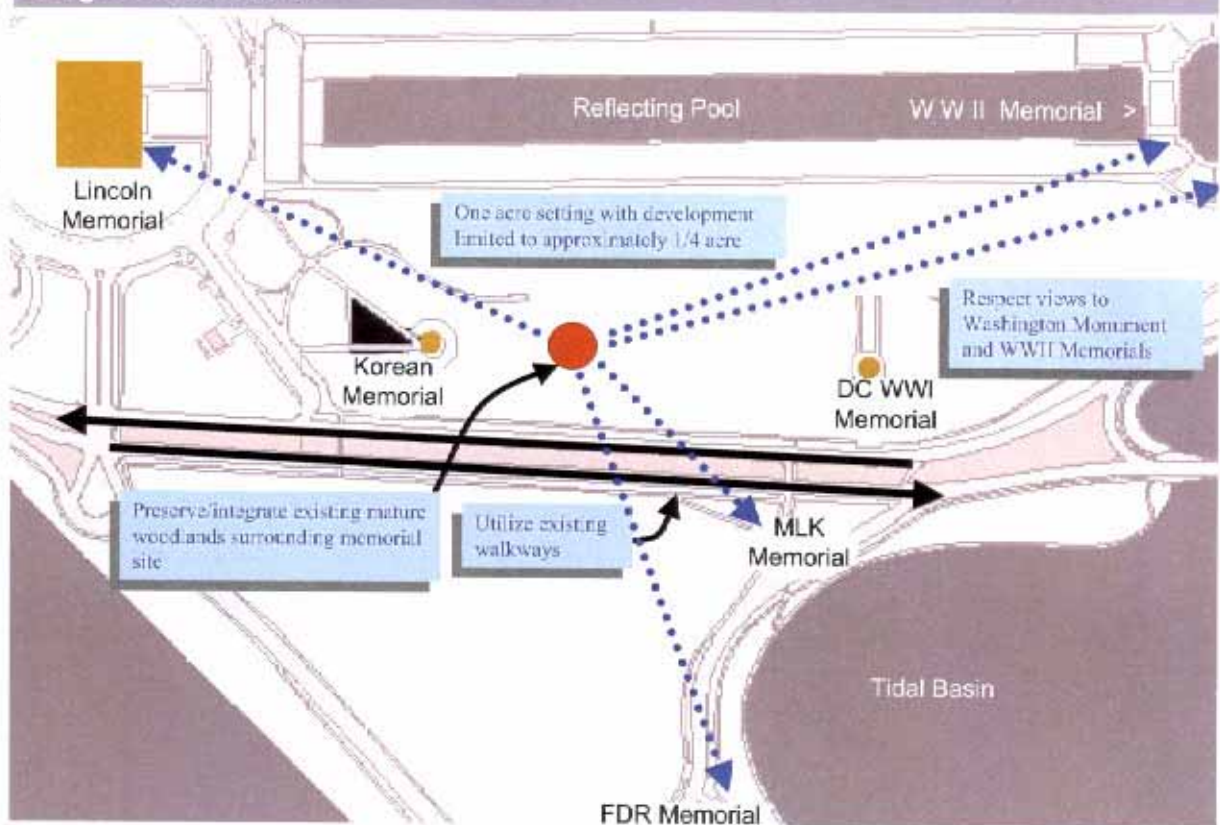 Reflecting Pool
W W II Memorial >
Lincoln
Memorial
One acre setting with development
limited to approximately 1/4 acre
Respect views to
Washington Monument
and WWII Memorials
Korean
Memorial
DC WWI
Memorial
Preserve/integrate existing mature
woodlands surrounding memorial
site
Utilize existing
walkways
MLK
Memorial
Tidal Basin
FDR Memorial